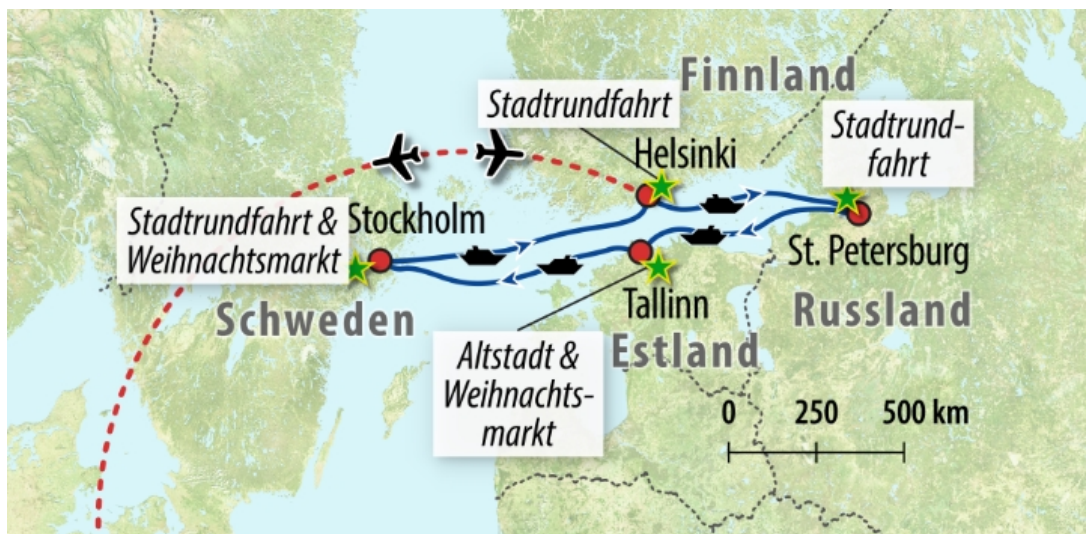 Finnland
Stadtrundfahrt
Stadtrund-
fahrt
Helsinki
Stadtrundfahrt &
Weihnachtsmarkt
Stockholm
St. Petersburg
Tallinn
Schweden
Russland
Estland
Altstadt &
Weihnachts-
markt
0 250 500 km